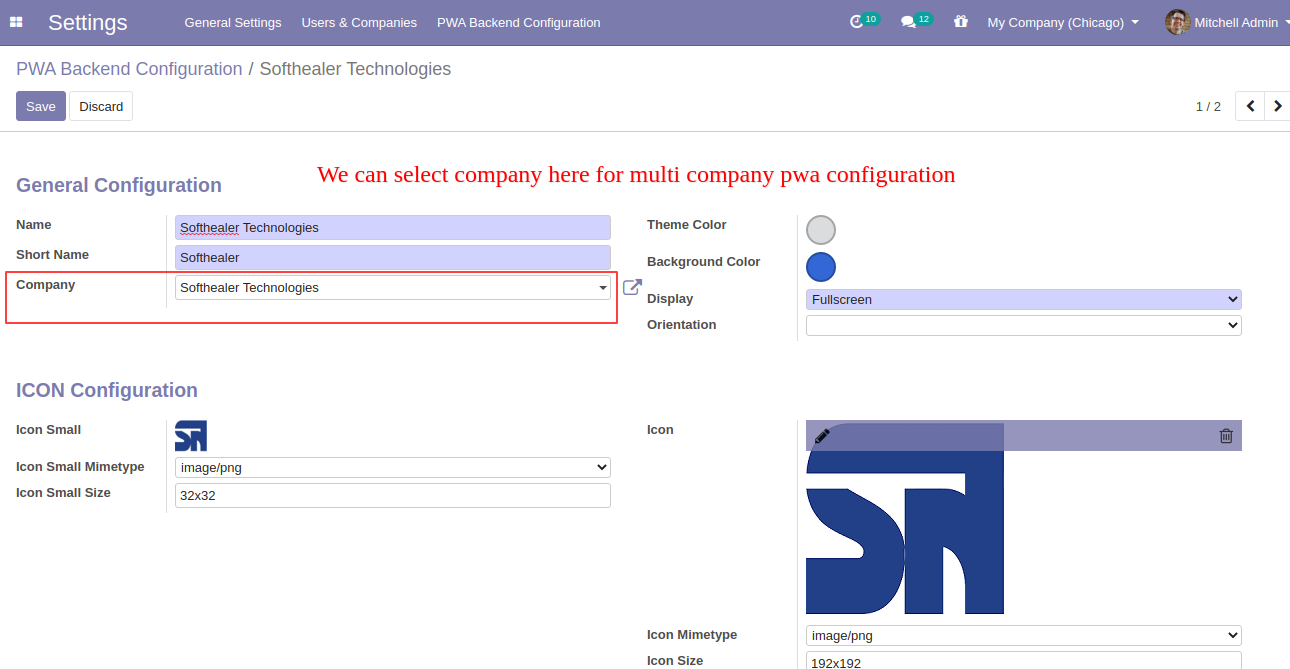 Settings General Settings Users & Companies PWA Backend Configuration 10 12 My Company (Chicago) Mitchell Admin
PWA Backend Configuration / Softhealer Technologies
Save Discard 1 / 2
We can select company here for multi company pwa configuration
General Configuration
Name Softhealer Technologies
Short Name Softhealer
Company Softhealer Technologies
Theme Color
Background Color
Display Fullscreen
Orientation
ICON Configuration
Icon Small
Icon Small Mimetype image/png
Icon Small Size 32x32
Icon
Icon Mimetype image/png
Icon Size 192x192